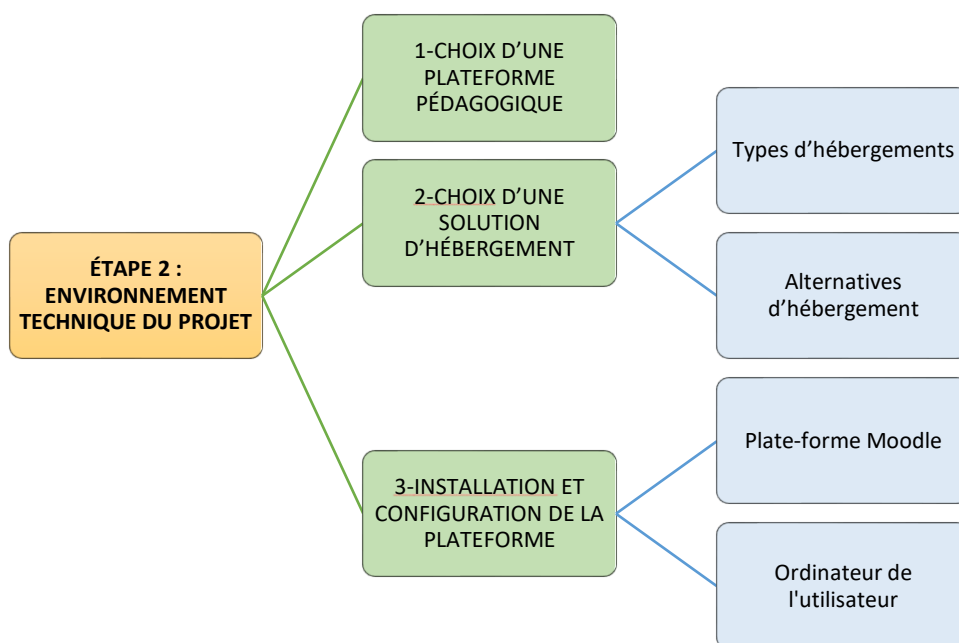 1-CHOIX D’UNE
PLATEFORME
PÉDAGOGIQUE
Types d’hébergements
2-CHOIX D’UNE
SOLUTION
D’HÉBERGEMENT
ÉTAPE 2 :
ENVIRONNEMENT
TECHNIQUE DU PROJET
Alternatives
d’hébergement
Plate-forme Moodle
3-INSTALLATION ET
CONFIGURATION DE LA
PLATEFORME
Ordinateur de
l'utilisateur